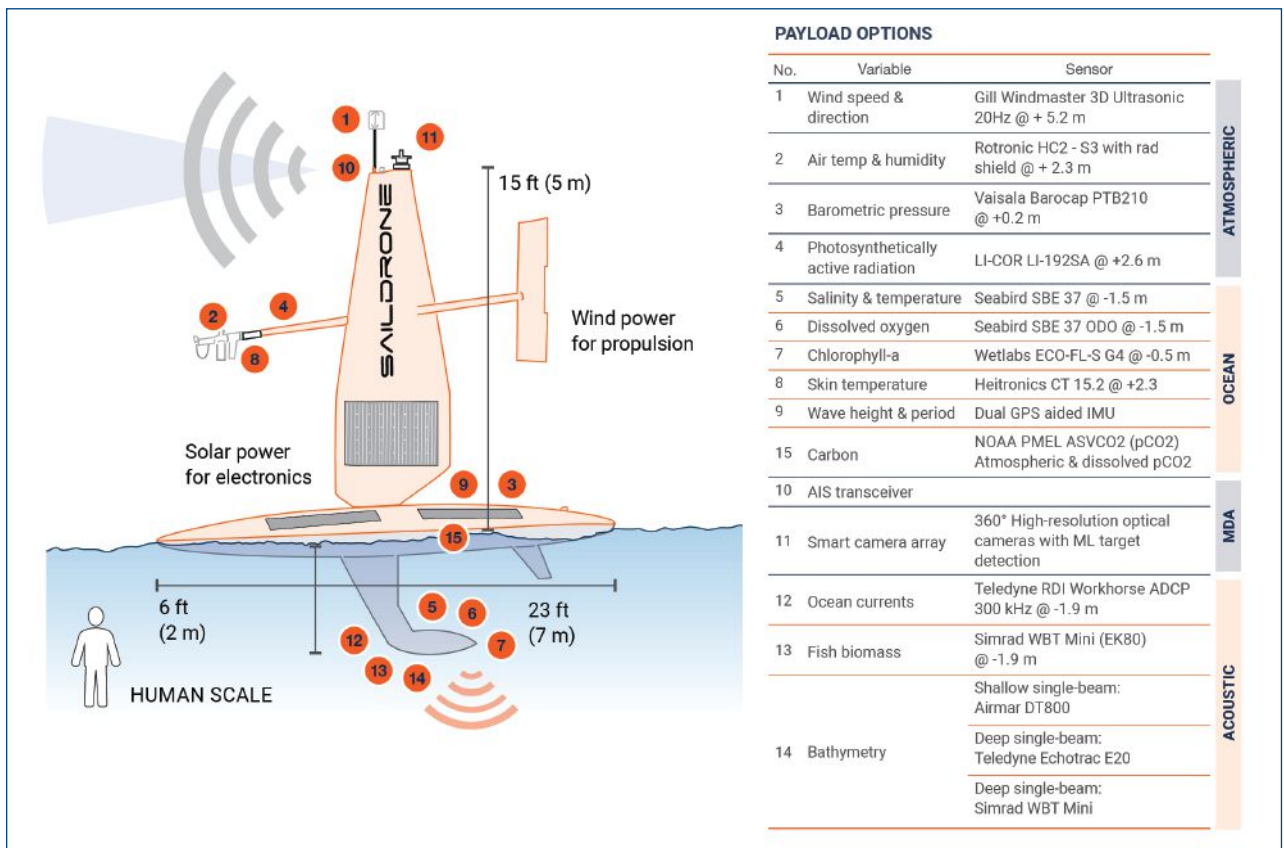 1
11
10
15 ft (5 m)
SAILDRONE
2
4
8
Wind power
for propulsion
Solar power
for electronics
9
3
15
6 ft
(2 m)
23 ft
(7 m)
5
6
7
12
13
14
HUMAN SCALE
PAYLOAD OPTIONS
No. Variable Sensor
1 Wind speed & Gill Windmaster 3D Ultrasonic
direction 20Hz @ + 5.2 m
2 Air temp & humidity Rotronic HC2 - S3 with rad
shield @ + 2.3 m
3 Barometric pressure Vaisala Barocap PTB210
@ +0.2 m
4 Photosynthetically
active radiation LI-COR LI-192SA @ +2.6 m
ATMOSPHERIC
5 Salinity & temperature Seabird SBE 37 @ -1.5 m
6 Dissolved oxygen Seabird SBE 37 ODO @ -1.5 m
7 Chlorophyll-a Wetlabs ECO-FL-S G4 @ -0.5 m
8 Skin temperature Heitronics CT 15.2 @ +2.3
9 Wave height & period Dual GPS aided IMU
15 Carbon NOAA PMEL ASVCO2 (pCO2)
Atmospheric & dissolved pCO2
OCEAN
10 AIS transceiver
11 Smart camera array 360° High-resolution optical
cameras with ML target
detection
MDA
12 Ocean currents Teledyne RDI Workhorse ADCP
300 kHz @ -1.9 m
13 Fish biomass Simrad WBT Mini (EK80)
@ -1.9 m
14 Bathymetry Shallow single-beam:
Airmar DT800
Deep single-beam:
Teledyne Echotrac E20
Deep single-beam:
Simrad WBT Mini
ACOUSTIC